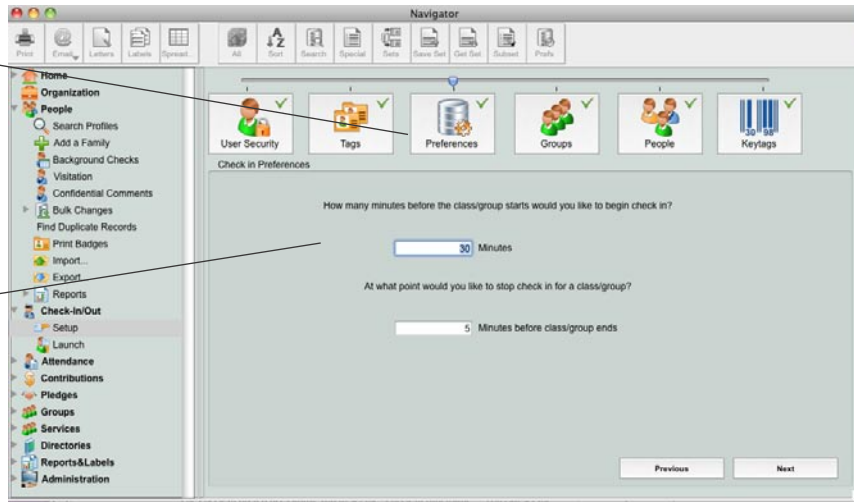 Navigator
Print Email Letters Labels Spread... All Sort Search Special Sets Save Set Get Set Subset Prefs
Home
Organization
People
Search Profiles
Add a Family
Background Checks
Visitation
Confidential Comments
Bulk Changes
Find Duplicate Records
Print Badges
Import...
Export...
Reports
Check-In/Out
Setup
Launch
Attendance
Contributions
Pledges
Groups
Services
Directories
Reports&Labels
Administration
User Security Tags Preferences Groups People Keytags
Check in Preferences
How many minutes before the class/group starts would you like to begin check in?
30 Minutes
At what point would you like to stop check in for a class/group?
5 Minutes before class/group ends
Previous Next